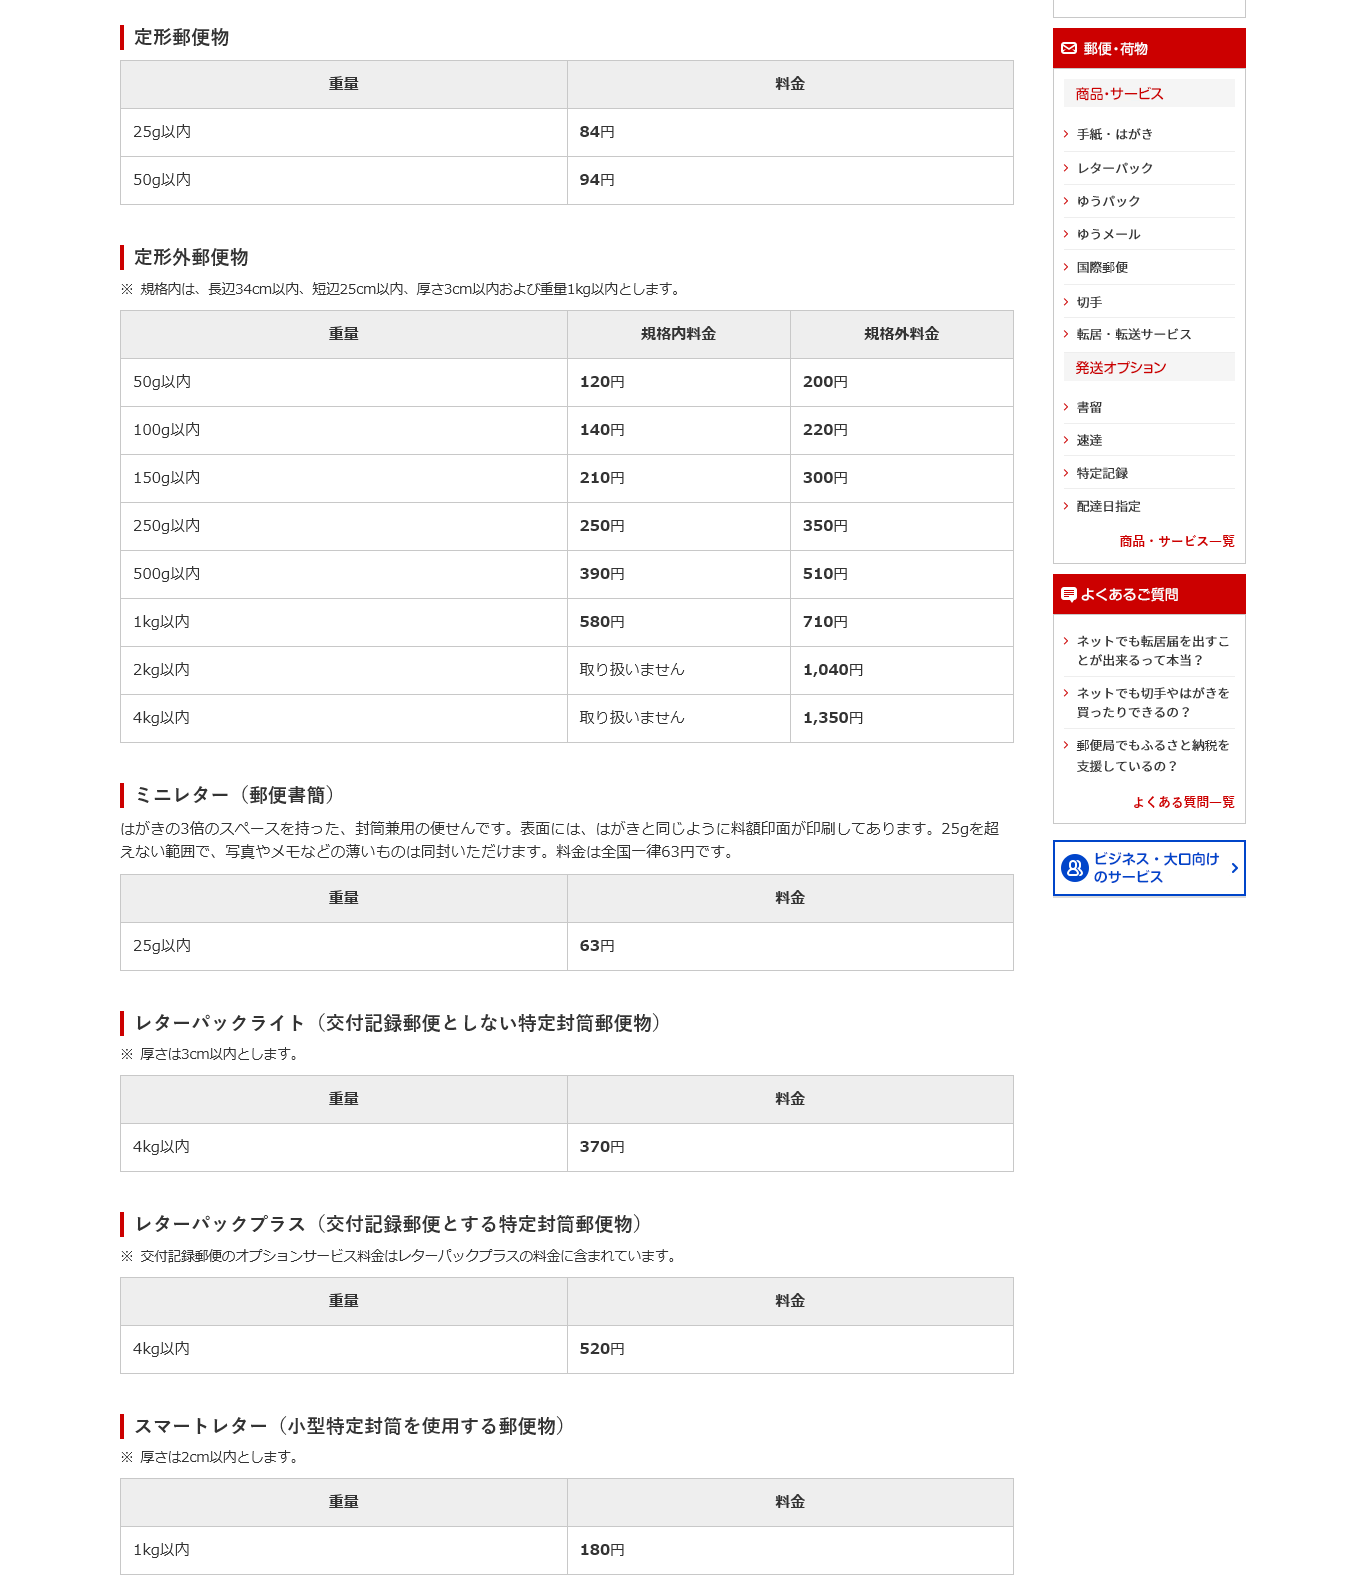 定形郵便物
重量 料金
25g以内 84円
50g以内 94円
定形外郵便物
※ 規格内は、長辺34cm以内、短辺25cm以内、厚さ3cm以内および重量1kg以内とします。
重量 規格内料金 規格外料金
50g以内 120円 200円
100g以内 140円 220円
150g以内 210円 300円
250g以内 250円 350円
500g以内 390円 510円
1kg以内 580円 710円
2kg以内 取り扱いません 1,040円
4kg以内 取り扱いません 1,350円
ミニレター（郵便書簡）
はがきの3倍のスペースを持った、封筒兼用の便せんです。表面には、はがきと同じように料額印面が印刷してあります。25gを超
えない範囲で、写真やメモなどの薄いものは同封いただけます。料金は全国一律63円です。
重量 料金
25g以内 63円
レターパックライト（交付記録郵便としない特定封筒郵便物）
※ 厚さは3cm以内とします。
重量 料金
4kg以内 370円
レターパックプラス（交付記録郵便とする特定封筒郵便物）
※ 交付記録郵便のオプションサービス料金はレターパックプラスの料金に含まれています。
重量 料金
4kg以内 520円
スマートレター（小型特定封筒を使用する郵便物）
※ 厚さは2cm以内とします。
重量 料金
1kg以内 180円
郵便・荷物
商品・サービス
手紙・はがき
レターパック
ゆうパック
ゆうメール
国際郵便
切手
転居・転送サービス
発送オプション
書留
速達
特定記録
配達日指定
商品・サービス一覧
よくあるご質問
ネットでも転居届を出すこ
とが出来るって本当？
ネットでも切手やはがきを
買ったりできるの？
郵便局でもふるさと納税を
支援しているの？
よくある質問一覧
ビジネス・大口向け
のサービス